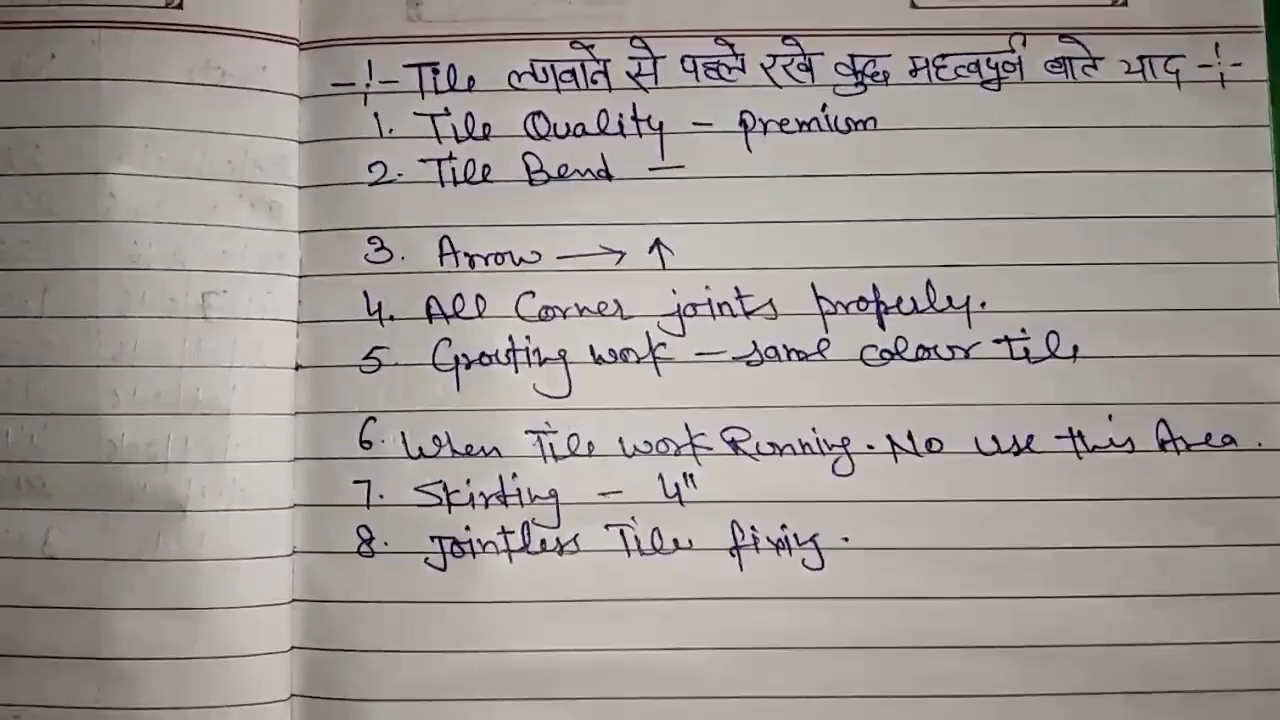 -!- Tile लगवाने से पहले रखे कुछ महत्वपुर्ण बाते याद -!-
1. Tile Quality - premium
2. Tile Bend —
3. Arrow → ↑
4. All Corner joints properly.
5. Grouting work - same colour tile
6. When Tile work Running. No use this Area.
7. Skirting - 4"
8. Jointless Tile fixing.